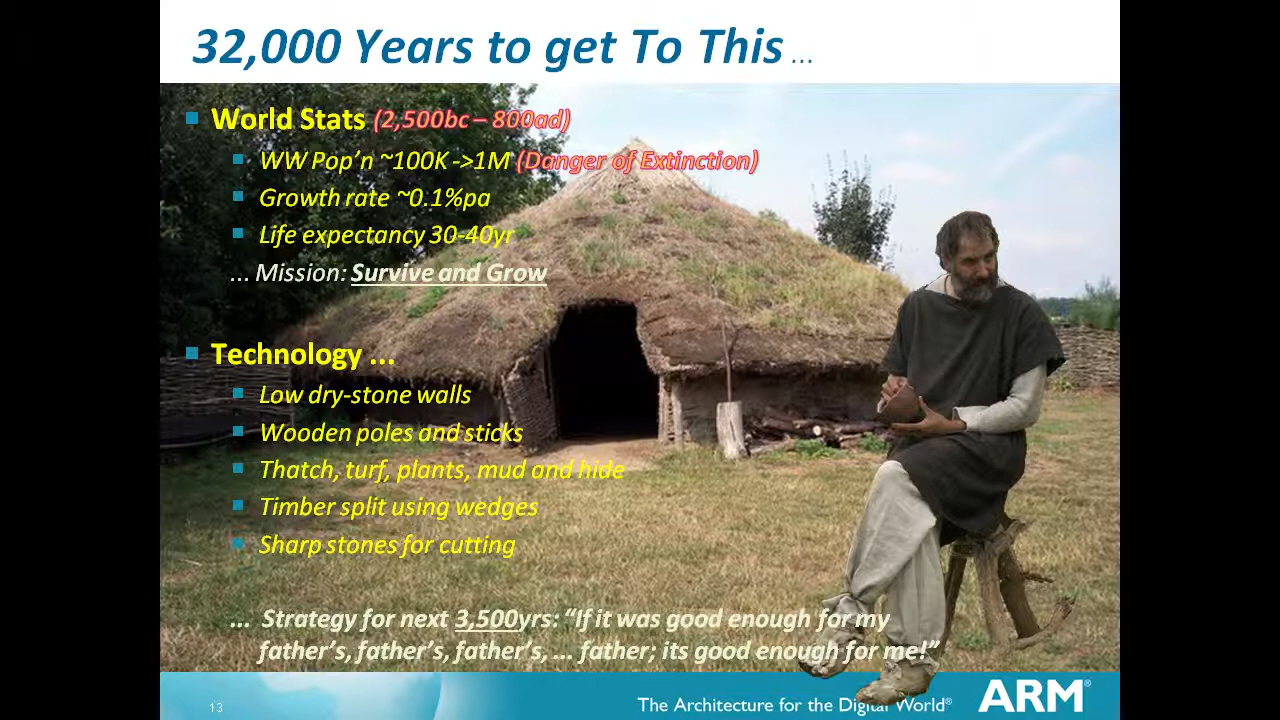 32,000 Years to get To This ...
World Stats (2,500bc – 800ad)
WW Pop’n ~100K ->1M (Danger of Extinction)
Growth rate ~0.1%pa
Life expectancy 30-40yr
... Mission: Survive and Grow
Technology ...
Low dry-stone walls
Wooden poles and sticks
Thatch, turf, plants, mud and hide
Timber split using wedges
Sharp stones for cutting
... Strategy for next 3,500yrs: “If it was good enough for my
father’s, father’s, father’s, ... father; its good enough for me!”
13
The Architecture for the Digital World® ARM®